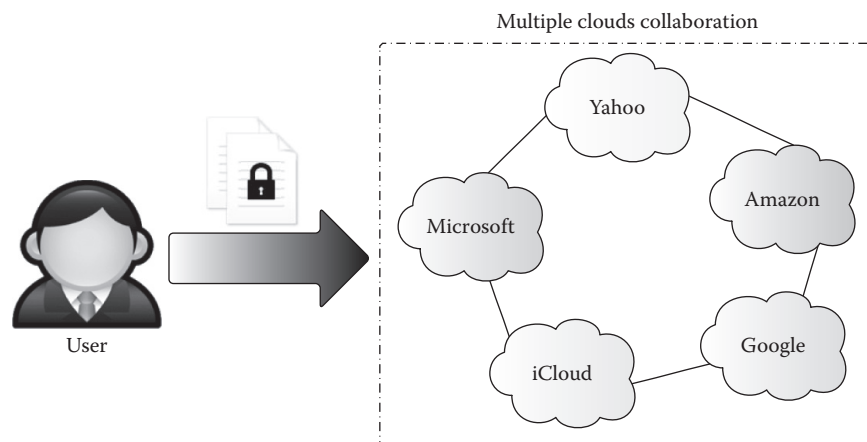 Multiple clouds collaboration
Yahoo
Amazon
Microsoft
Google
iCloud
User